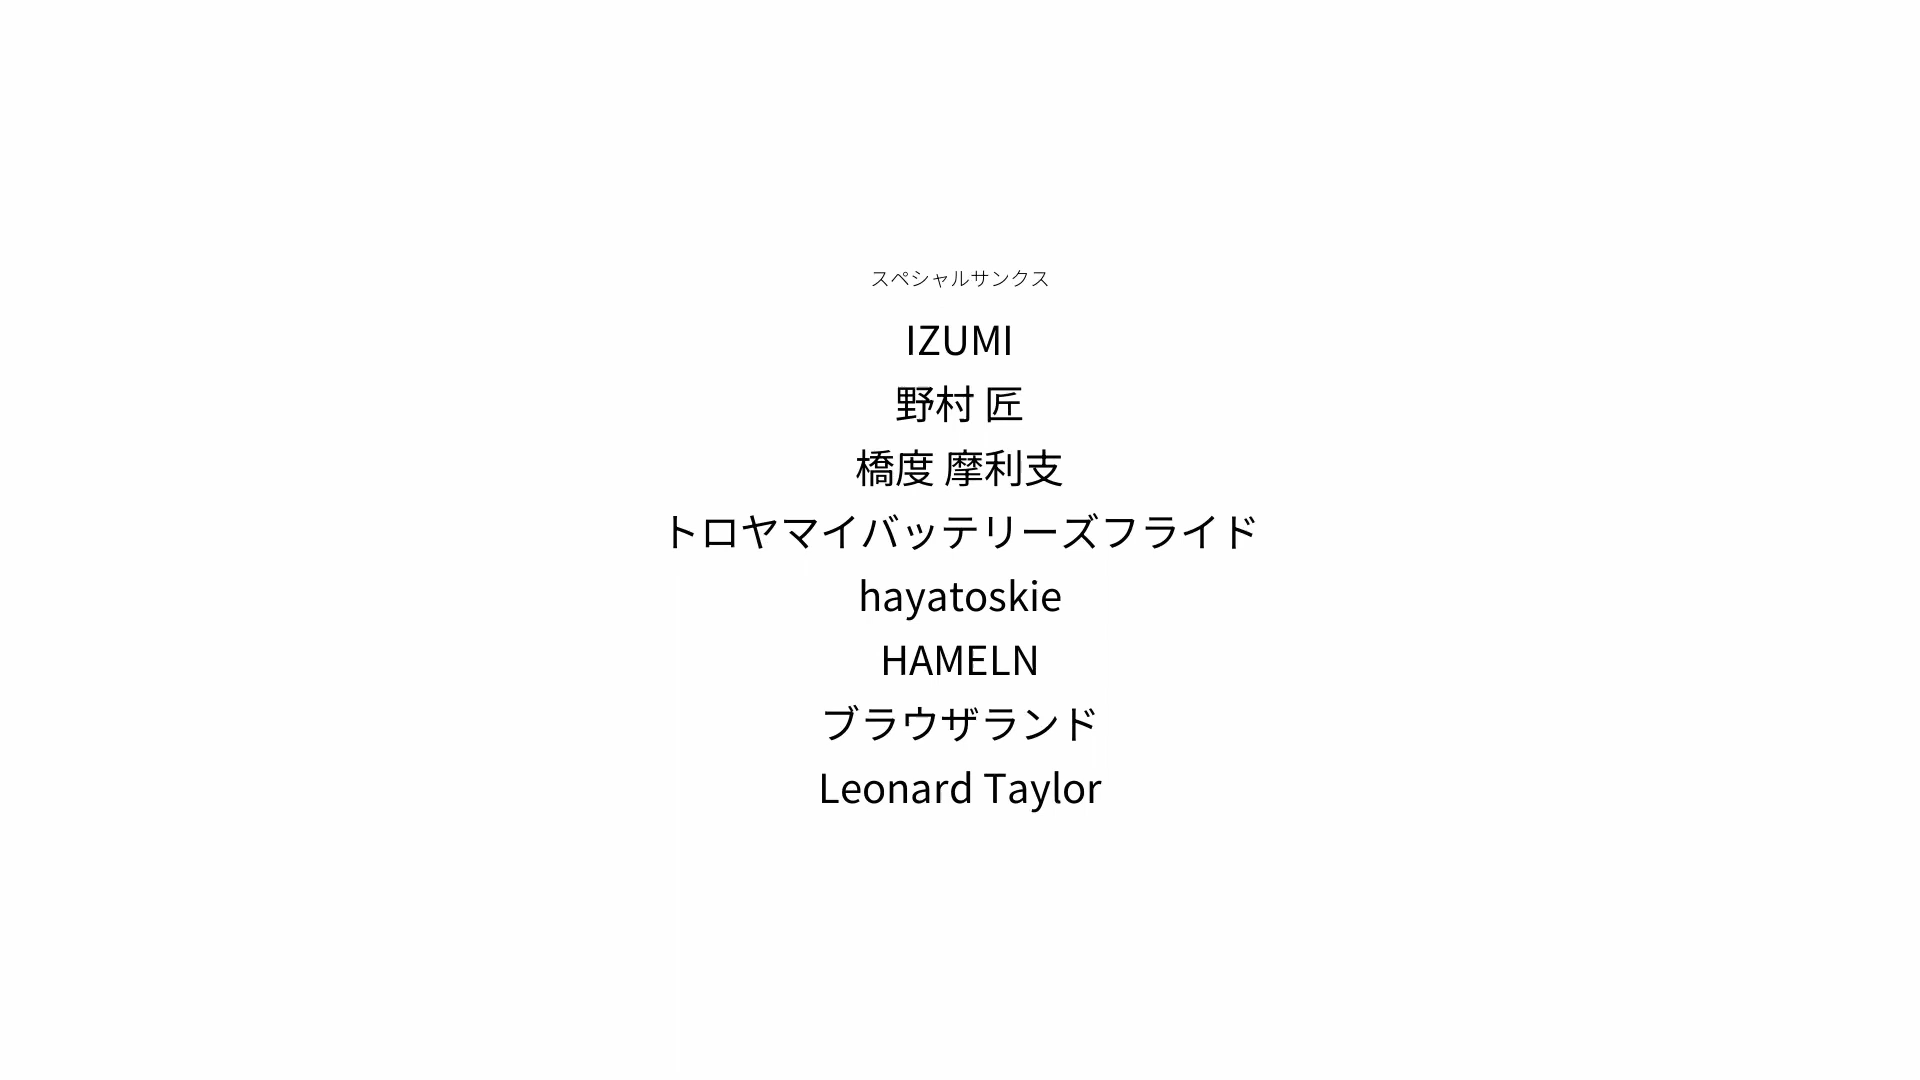 スペシャルサンクス
IZUMI
野村 匠
橋度 摩利支
トロヤマイバッテリーズフライド
hayatoskie
HAMELN
ブラウザランド
Leonard Taylor